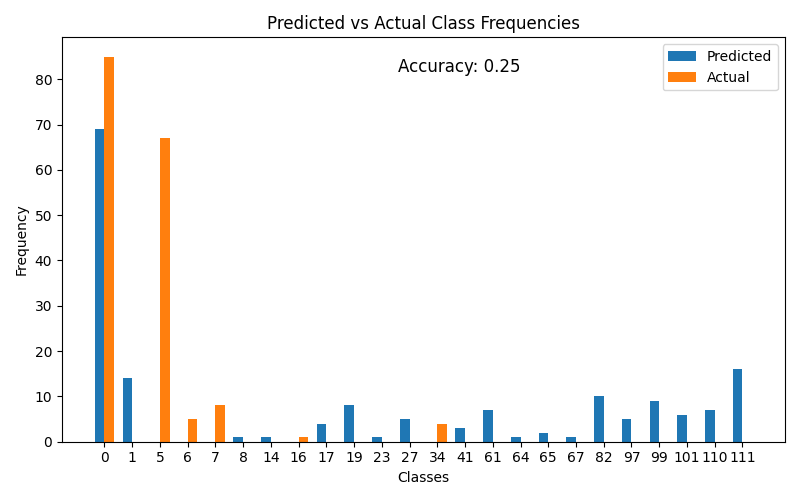 Predicted vs Actual Class Frequencies
Accuracy: 0.25
Predicted
Actual
Frequency
80
70
60
50
40
30
20
10
0
0 1 5 6 7 8 14 16 17 19 23 27 34 41 61 64 65 67 82 97 99 101 110 111
Classes